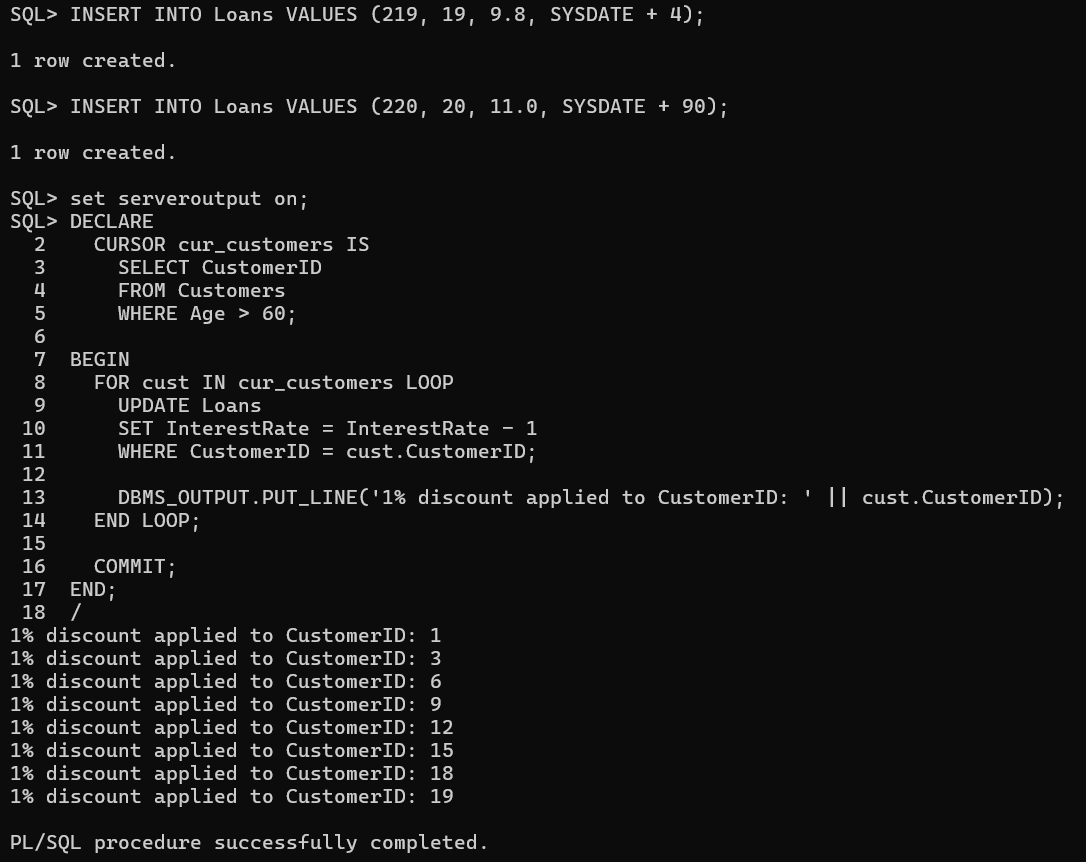 SQL> INSERT INTO Loans VALUES (219, 19, 9.8, SYSDATE + 4);
1 row created.
SQL> INSERT INTO Loans VALUES (220, 20, 11.0, SYSDATE + 90);
1 row created.
SQL> set serveroutput on;
SQL> DECLARE
  2    CURSOR cur_customers IS
  3      SELECT CustomerID
  4      FROM Customers
  5      WHERE Age > 60;
  6
  7  BEGIN
  8    FOR cust IN cur_customers LOOP
  9      UPDATE Loans
 10      SET InterestRate = InterestRate - 1
 11      WHERE CustomerID = cust.CustomerID;
 12
 13      DBMS_OUTPUT.PUT_LINE('1% discount applied to CustomerID: ' || cust.CustomerID);
 14    END LOOP;
 15
 16    COMMIT;
 17  END;
 18  /
1% discount applied to CustomerID: 1
1% discount applied to CustomerID: 3
1% discount applied to CustomerID: 6
1% discount applied to CustomerID: 9
1% discount applied to CustomerID: 12
1% discount applied to CustomerID: 15
1% discount applied to CustomerID: 18
1% discount applied to CustomerID: 19
PL/SQL procedure successfully completed.